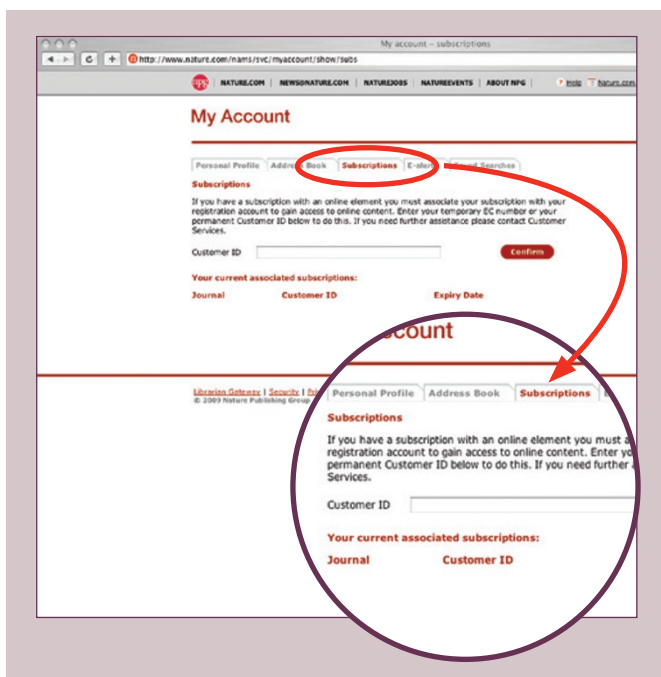 My account – subscriptions
http://www.nature.com/nams/svc/myaccount/show/subs
npg NATURE.COM | NEWS@NATURE.COM | NATUREJOBS | NATUREEVENTS | ABOUT NPG | ? Help ? Nature.com
My Account
Personal Profile Address Book Subscriptions E-alerts Saved Searches
Subscriptions
If you have a subscription with an online element you must associate your subscription with your
registration account to gain access to online content. Enter your temporary EC number or your
permanent Customer ID below to do this. If you need further assistance please contact Customer
Services.
Customer ID Confirm
Your current associated subscriptions:
Journal Customer ID Expiry Date
Librarian Gateway | Security |
© 2009 Nature Publishing Group
count
Personal Profile Address Book Subscriptions
Subscriptions
If you have a subscription with an online element you must a
registration account to gain access to online content. Enter yo
permanent Customer ID below to do this. If you need further
Services.
Customer ID
Your current associated subscriptions:
Journal Customer ID